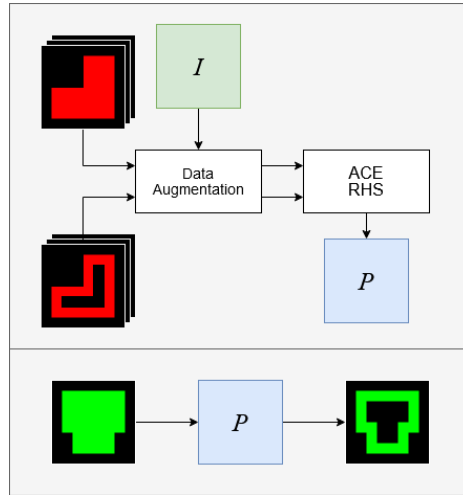 I
Data
Augmentation
ACE
RHS
P
P